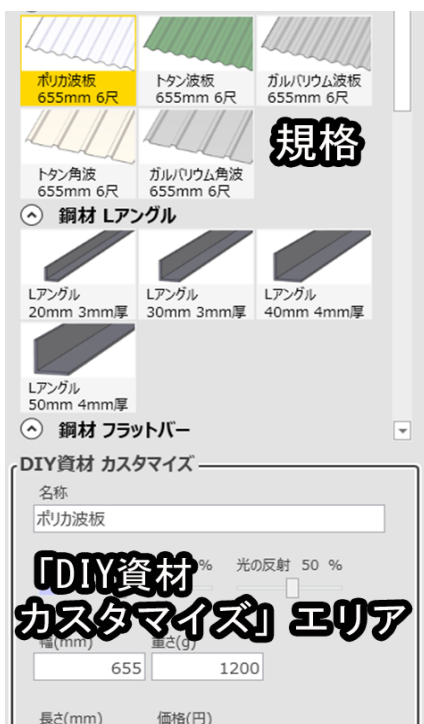 ポリカ波板
655mm 6尺
トタン波板
655mm 6尺
ガルバリウム波板
655mm 6尺
トタン角波
655mm 6尺
ガルバリウム角波
655mm 6尺
規格
鋼材 Lアングル
Lアングル
20mm 3mm厚
Lアングル
30mm 3mm厚
Lアングル
40mm 4mm厚
Lアングル
50mm 4mm厚
鋼材 フラットバー
DIY資材 カスタマイズ
名称
ポリカ波板
% 光の反射 50 %
「DIY資材
カスタマイズ」エリア
幅(mm) 重さ(g)
655 1200
長さ(mm) 価格(円)